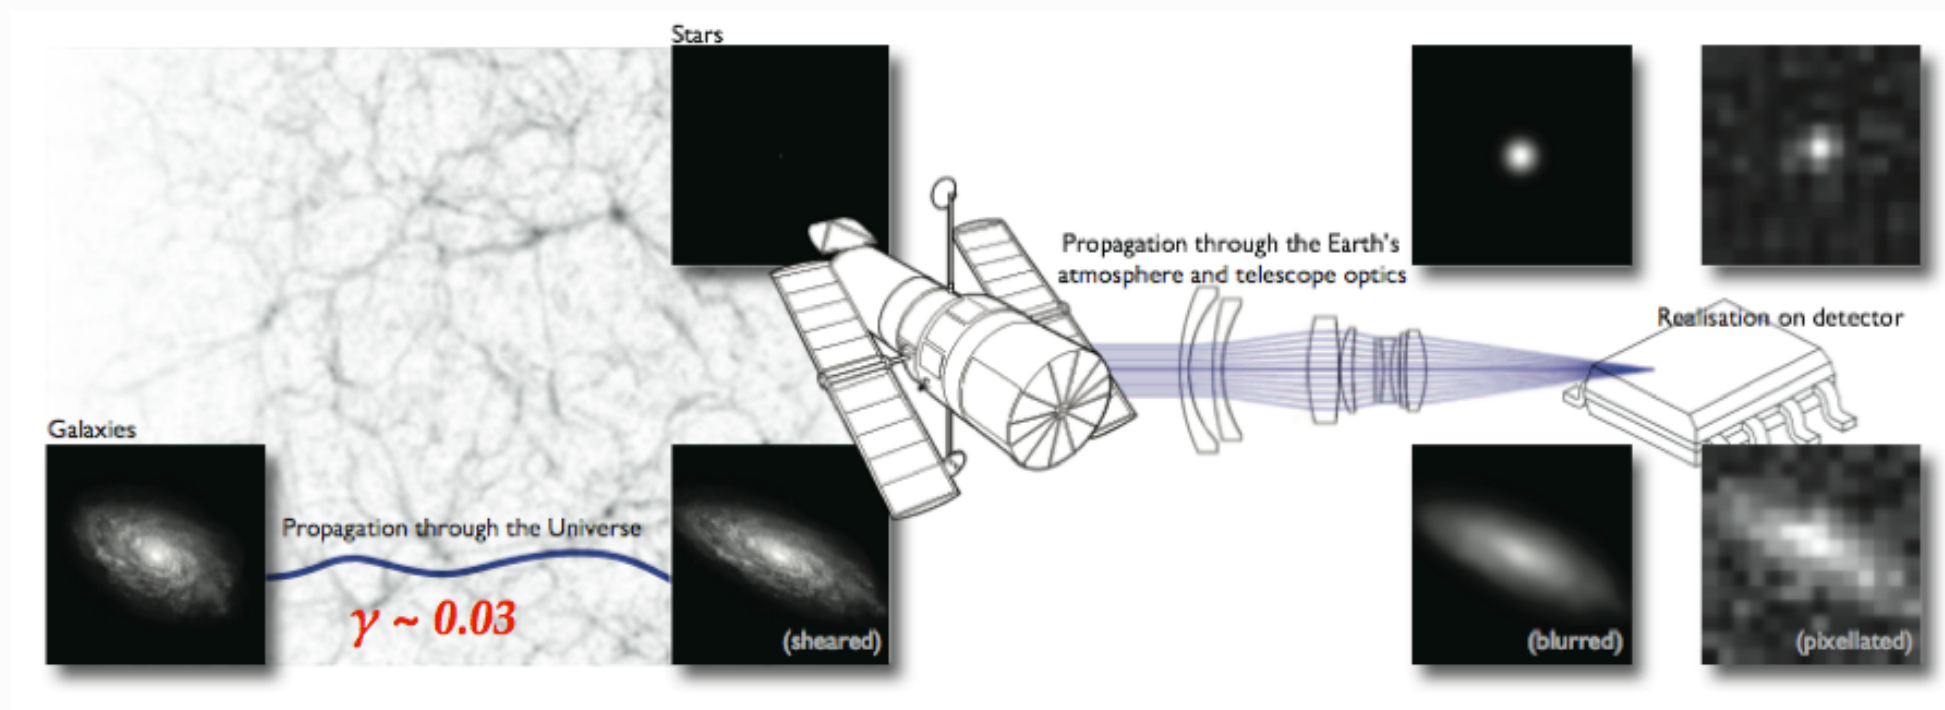 Stars
Propagation through the Earth's
atmosphere and telescope optics
Realisation on detector
Galaxies
Propagation through the Universe
γ ~ 0.03
(sheared)
(blurred)
(pixellated)